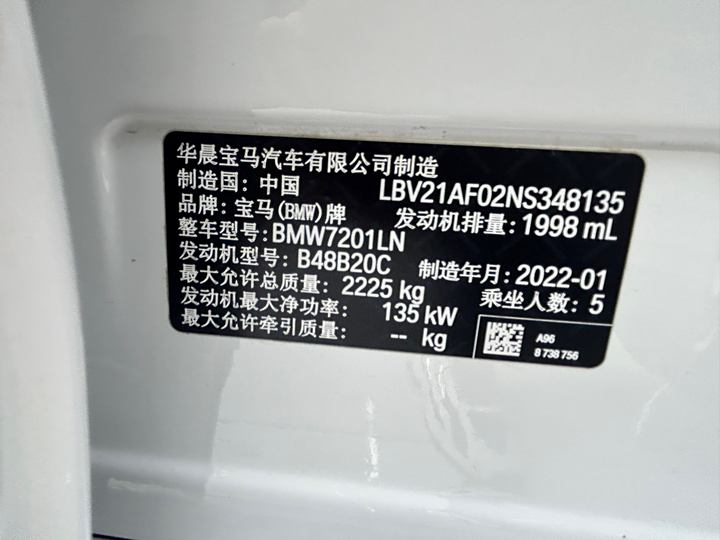 华晨宝马汽车有限公司制造
制造国：中国 LBV21AF02NS348135
品牌：宝马(BMW)牌 发动机排量：1998 mL
整车型号：BMW7201LN
发动机型号：B48B20C 制造年月：2022-01
最大允许总质量：2225 kg 乘坐人数：5
发动机最大净功率：135 kW
最大允许牵引质量：-- kg
A96
8 738 756